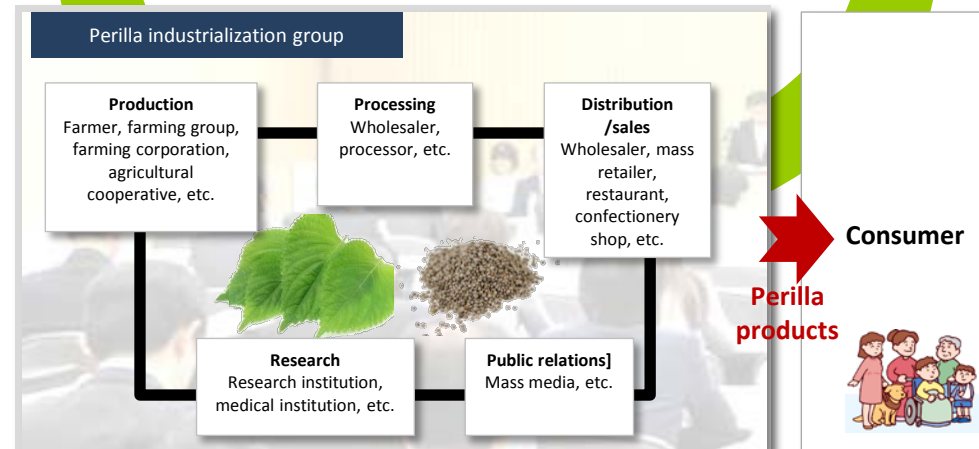 Perilla industrialization group
Production
Farmer, farming group,
farming corporation,
agricultural
cooperative, etc.
Processing
Wholesaler,
processor, etc.
Distribution
/sales
Wholesaler, mass
retailer,
restaurant,
confectionery
shop, etc.
Consumer
Perilla
products
Research
Research institution,
medical institution, etc.
Public relations]
Mass media, etc.